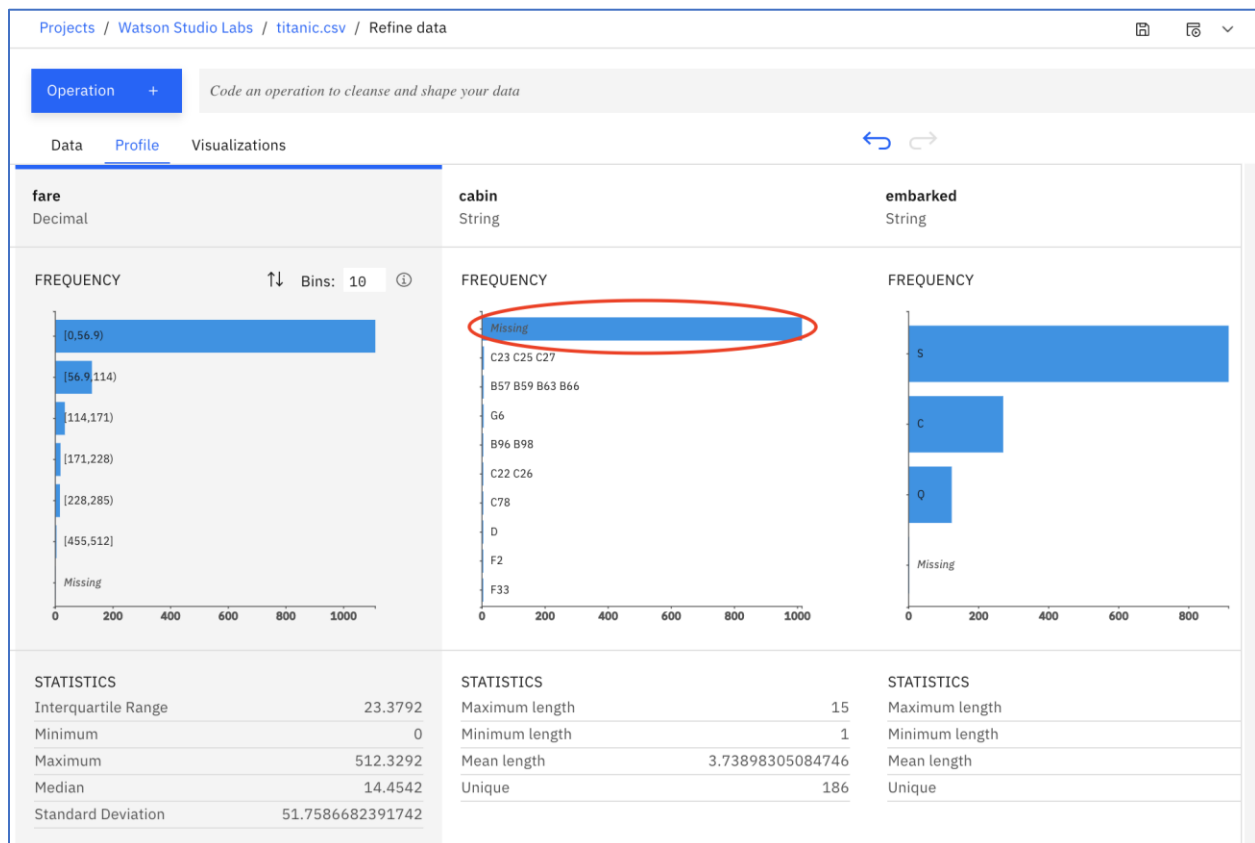 Projects / Watson Studio Labs / titanic.csv / Refine data
Operation +
Code an operation to cleanse and shape your data
Data Profile Visualizations
fare
Decimal
FREQUENCY
Bins: 10
[0,56.9)
[56.9,114)
[114,171)
[171,228)
[228,285)
[455,512]
Missing
0 200 400 600 800 1000
STATISTICS
Interquartile Range 23.3792
Minimum 0
Maximum 512.3292
Median 14.4542
Standard Deviation 51.7586682391742
cabin
String
FREQUENCY
Missing
C23 C25 C27
B57 B59 B63 B66
G6
B96 B98
C22 C26
C78
D
F2
F33
0 200 400 600 800 1000
STATISTICS
Maximum length 15
Minimum length 1
Mean length 3.73898305084746
Unique 186
embarked
String
FREQUENCY
S
C
Q
Missing
0 200 400 600 800
STATISTICS
Maximum length
Minimum length
Mean length
Unique